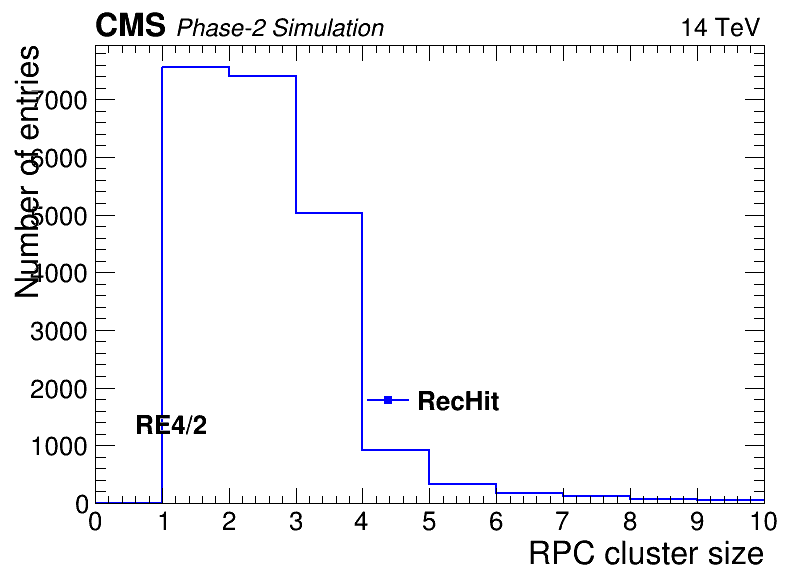 CMS Phase-2 Simulation 14 TeV
Number of entries
7000
6000
5000
4000
3000
2000
1000
0
RecHit
RE4/2
0 1 2 3 4 5 6 7 8 9 10
RPC cluster size